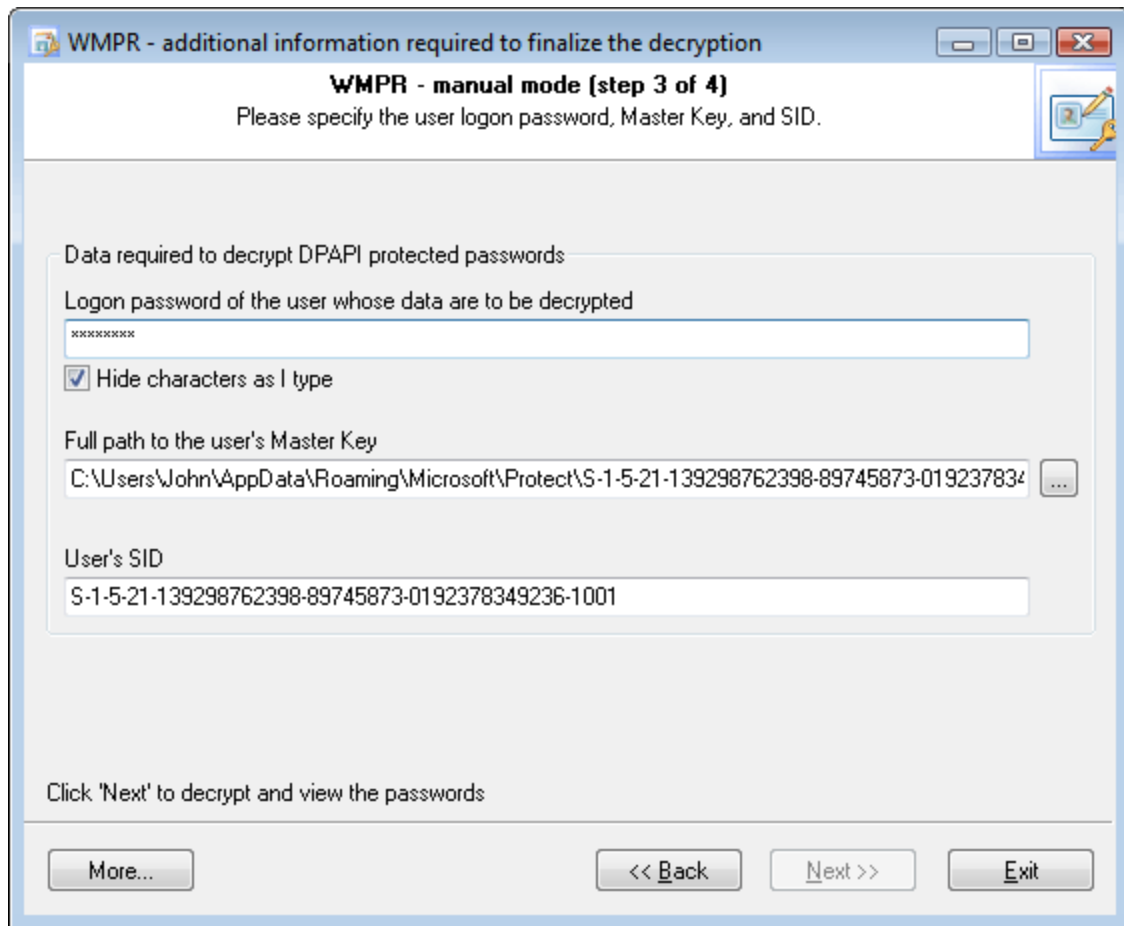 WMPR - additional information required to finalize the decryption
WMPR - manual mode (step 3 of 4)
Please specify the user logon password, Master Key, and SID.
Data required to decrypt DPAPI protected passwords
Logon password of the user whose data are to be decrypted
××××××××
Hide characters as I type
Full path to the user's Master Key
C:\Users\John\AppData\Roaming\Microsoft\Protect\S-1-5-21-139298762398-89745873-019237834
...
User's SID
S-1-5-21-139298762398-89745873-0192378349236-1001
Click 'Next' to decrypt and view the passwords
More... << Back Next >> Exit